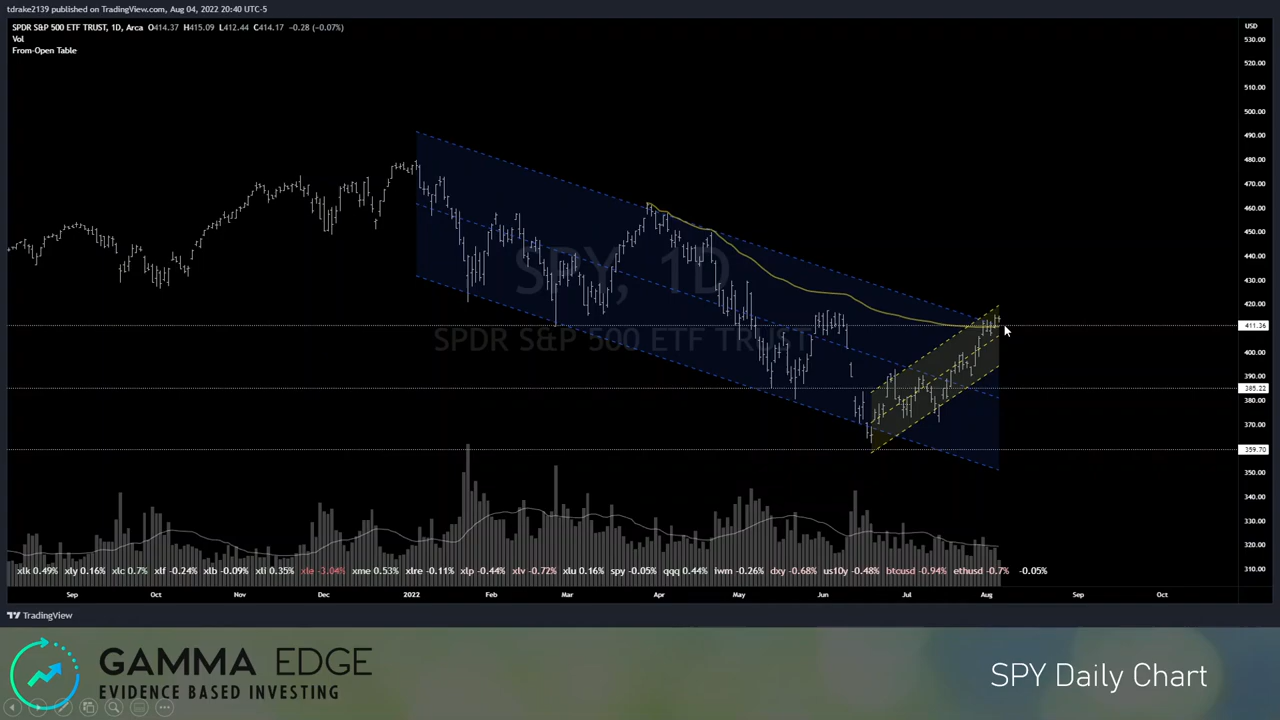 tdrake2139 published on TradingView.com, Aug 04, 2022 20:40 UTC-5
SPDR S&P 500 ETF TRUST, 1D, Arca O414.37 H415.09 L412.44 C414.17 -0.28 (-0.07%)
Vol
From-Open Table
USD
530.00
520.00
510.00
500.00
490.00
480.00
470.00
460.00
450.00
440.00
430.00
420.00
411.36
400.00
390.00
385.22
380.00
370.00
359.70
350.00
340.00
330.00
320.00
310.00
SPY, 1D
SPDR S&P 500 ETF TRUST
xlk 0.49% xly 0.16% xlc 0.7% xlf -0.24% xlb -0.09% xli 0.35% xle -3.04% xme 0.53% xlre -0.11% xlp -0.44% xlv -0.72% xlu 0.16% spy -0.05% qqq 0.44% iwm -0.26% dxy -0.68% us10y -0.48% btcusd -0.94% ethusd -0.7% -0.05%
Sep Oct Nov Dec 2022 Feb Mar Apr May Jun Jul Aug Sep Oct
TradingView
GAMMA EDGE
EVIDENCE BASED INVESTING
SPY Daily Chart